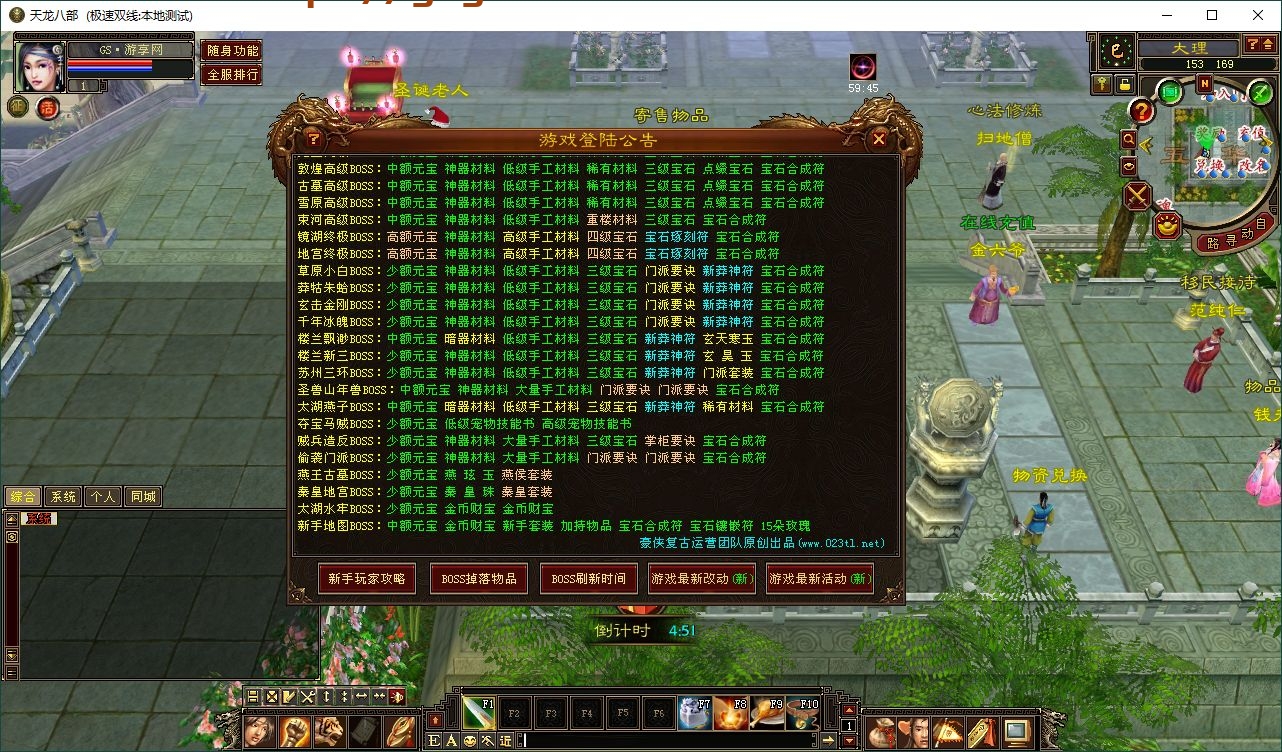 天龙八部 (极速双线:本地测试)
GS·游享网
1
随身功能
全服排行
征
活
圣诞老人
寄售物品
59:45
大理
153 169
心法修炼
扫地僧
在线充值
金六爷
移民接待
范纯仁
物品
物资兑换
自动寻路
游戏登陆公告
敦煌高级BOSS：中额元宝 神器材料 低级手工材料 稀有材料 三级宝石 点缀宝石 宝石合成符
古墓高级BOSS：中额元宝 神器材料 低级手工材料 稀有材料 三级宝石 点缀宝石 宝石合成符
雪原高级BOSS：中额元宝 神器材料 低级手工材料 稀有材料 三级宝石 点缀宝石 宝石合成符
束河高级BOSS：中额元宝 神器材料 低级手工材料 重楼材料 三级宝石 宝石合成符
镜湖终极BOSS：高额元宝 神器材料 高级手工材料 四级宝石 宝石琢刻符 宝石合成符
地宫终极BOSS：高额元宝 神器材料 高级手工材料 四级宝石 宝石琢刻符 宝石合成符
草原小白BOSS：少额元宝 神器材料 低级手工材料 三级宝石 门派要诀 新莽神符 宝石合成符
莽牯朱蛤BOSS：少额元宝 神器材料 低级手工材料 三级宝石 门派要诀 新莽神符 宝石合成符
玄击金刚BOSS：少额元宝 神器材料 低级手工材料 三级宝石 门派要诀 新莽神符 宝石合成符
千年冰魄BOSS：少额元宝 神器材料 低级手工材料 三级宝石 门派要诀 新莽神符 宝石合成符
楼兰飘渺BOSS：中额元宝 暗器材料 低级手工材料 三级宝石 新莽神符 玄天寒玉 宝石合成符
楼兰新三BOSS：少额元宝 神器材料 低级手工材料 三级宝石 新莽神符 玄 昊 玉 宝石合成符
苏州三环BOSS：少额元宝 神器材料 低级手工材料 三级宝石 新莽神符 门派套装 宝石合成符
圣兽山年兽BOSS：中额元宝 神器材料 大量手工材料 门派要诀 门派要诀 宝石合成符
太湖燕子BOSS：中额元宝 暗器材料 低级手工材料 三级宝石 新莽神符 稀有材料 宝石合成符
夺宝马贼BOSS：少额元宝 低级宠物技能书 高级宠物技能书
贼兵造反BOSS：少额元宝 神器材料 大量手工材料 三级宝石 掌柜要诀 宝石合成符
偷袭门派BOSS：少额元宝 神器材料 大量手工材料 门派要诀 门派要诀 宝石合成符
燕王古墓BOSS：少额元宝 燕 玹 玉 燕侯套装
秦皇地宫BOSS：少额元宝 秦 皇 珠 秦皇套装
太湖水牢BOSS：少额元宝 金币财宝 金币财宝
新手地图BOSS：中额元宝 金币财宝 新手套装 加持物品 宝石合成符 宝石镶嵌符 15朵玫瑰
豪侠复古运营团队原创出品(www.023tl.net)
新手玩家攻略 BOSS掉落物品 BOSS刷新时间 游戏最新改动(新) 游戏最新活动(新)
倒计时 4:51
综合 系统 个人 同城
系统
F1 F2 F3 F4 F5 F6 F7 F8 F9 F10
1